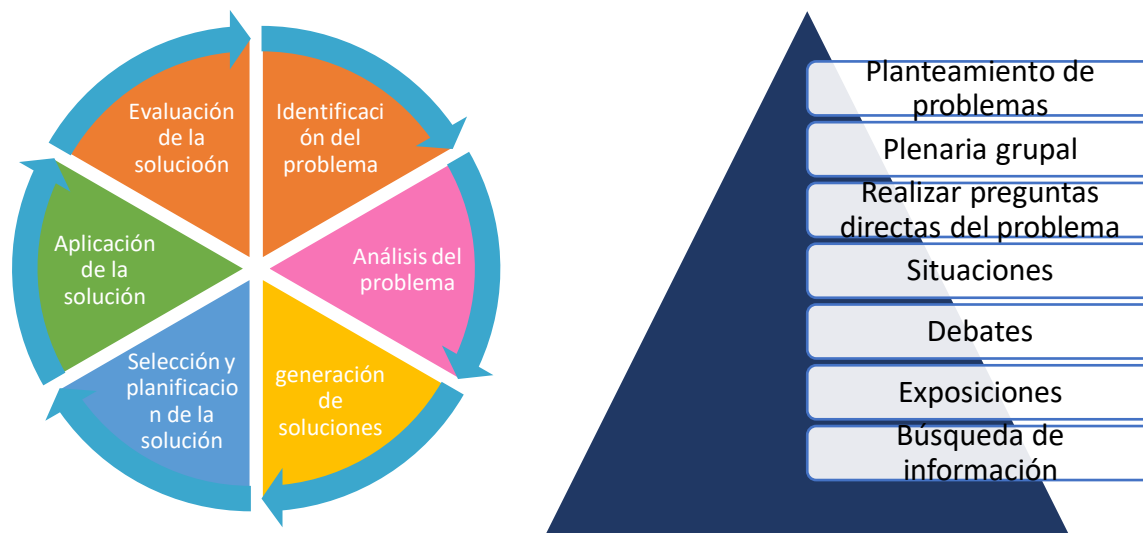 Evaluación
de la
solucioón
Identificaci
ón del
problema
Análisis del
problema
generación
de
soluciones
Selección y
planificacio
n de la
solución
Aplicación
de la
solución
Planteamiento de
problemas
Plenaria grupal
Realizar preguntas
directas del problema
Situaciones
Debates
Exposiciones
Búsqueda de
información